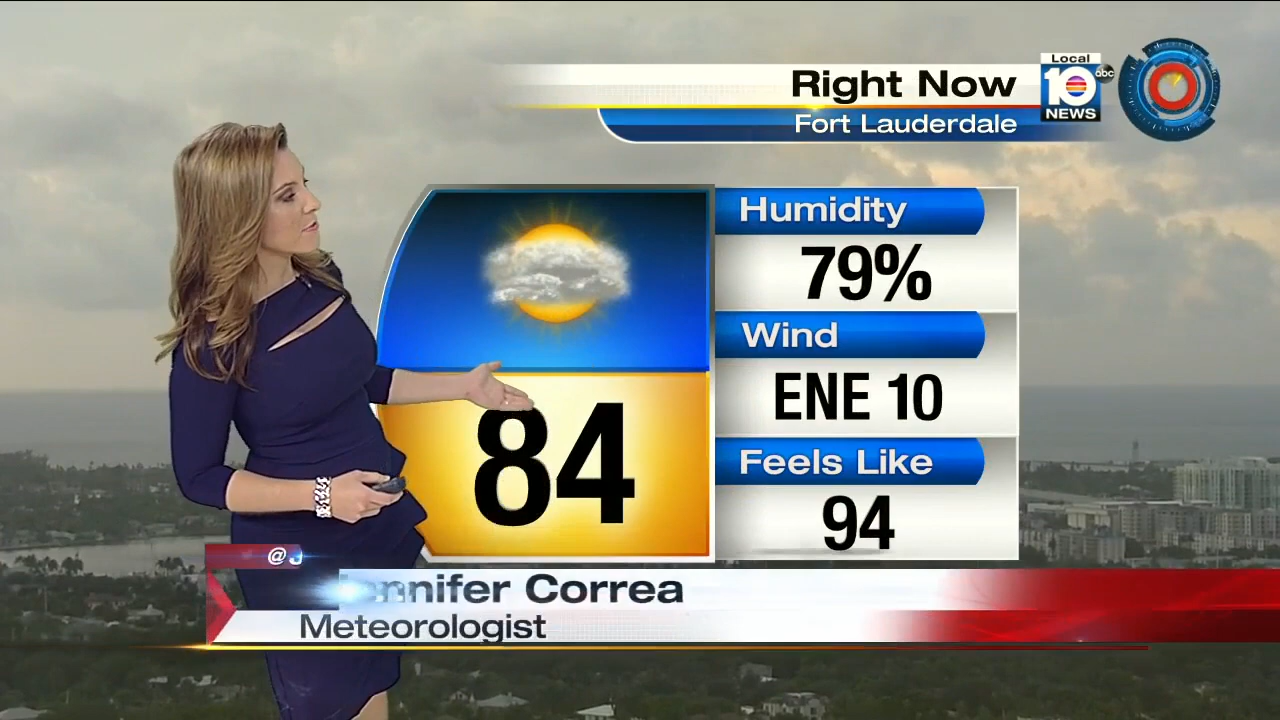 Right Now
Local
10
abc
NEWS
Fort Lauderdale
Humidity
79%
Wind
ENE 10
Feels Like
94
84
@J
Jennifer Correa
Meteorologist